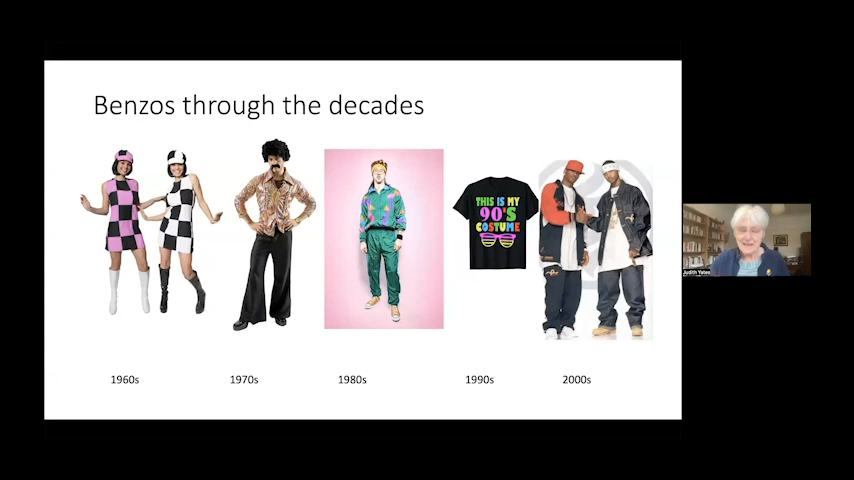 Benzos through the decades
THIS IS MY
90'S
COSTUME
Judith Yates
1960s
1970s
1980s
1990s
2000s